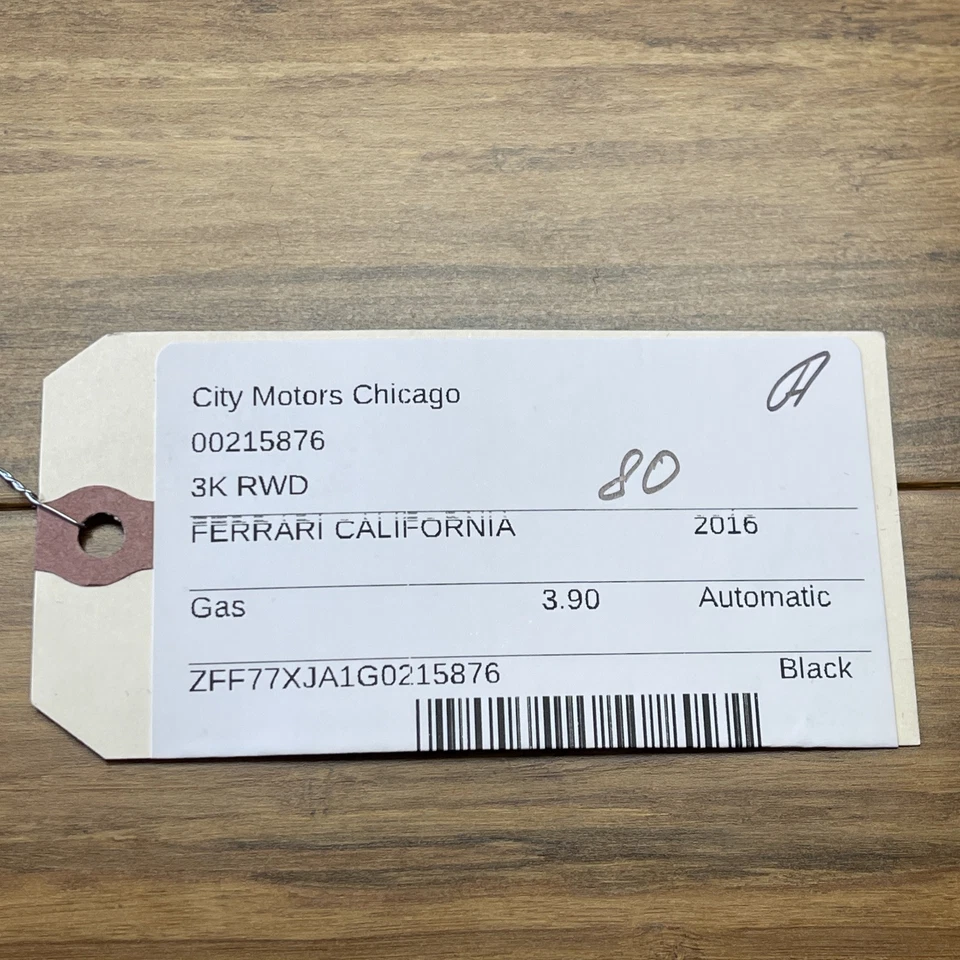 City Motors Chicago
00215876
3K RWD
80
FERRARI CALIFORNIA 2016
Gas 3.90 Automatic
ZFF77XJA1G0215876 Black